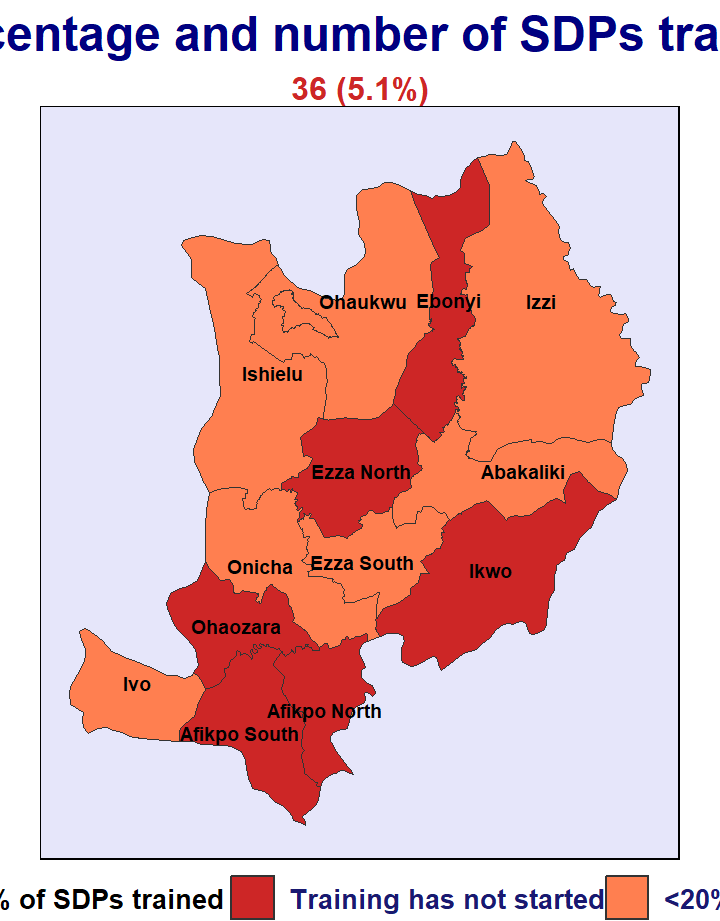 centage and number of SDPs tra
36 (5.1%)
Ohaukwu Ebonyi Izzi
Ishielu
Ezza North Abakaliki
Onicha Ezza South Ikwo
Ohaozara
Ivo
Afikpo North
Afikpo South
% of SDPs trained Training has not started <20%